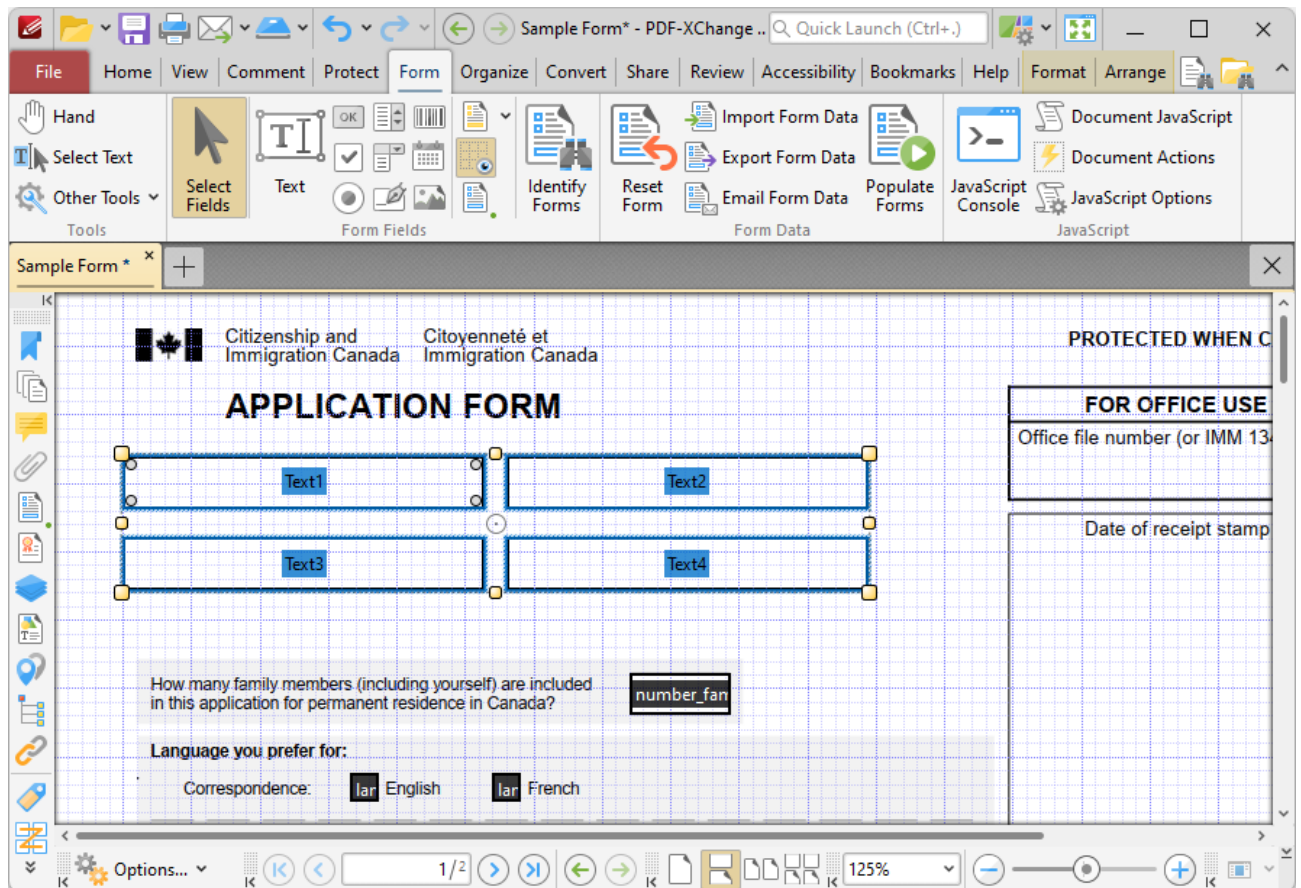 Sample Form* - PDF-XChange ..
Quick Launch (Ctrl+.)
File Home View Comment Protect Form Organize Convert Share Review Accessibility Bookmarks Help Format Arrange
Hand
Select Text
Other Tools
Tools
Select Fields
Text
OK
Form Fields
Identify Forms
Reset Form
Import Form Data
Export Form Data
Email Form Data
Populate Forms
Form Data
JavaScript Console
Document JavaScript
Document Actions
JavaScript Options
JavaScript
Sample Form *
Citizenship and
Immigration Canada
Citoyenneté et
Immigration Canada
PROTECTED WHEN C
APPLICATION FORM
FOR OFFICE USE
Office file number (or IMM 134
Text1
Text2
Date of receipt stamp
Text3
Text4
How many family members (including yourself) are included
in this application for permanent residence in Canada?
number_fam
Language you prefer for:
Correspondence: lar English lar French
Options...
1/2
125%